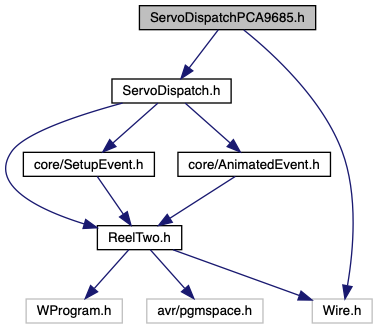 ServoDispatchPCA9685.h
ServoDispatch.h
core/SetupEvent.h
core/AnimatedEvent.h
ReelTwo.h
WProgram.h
avr/pgmspace.h
Wire.h